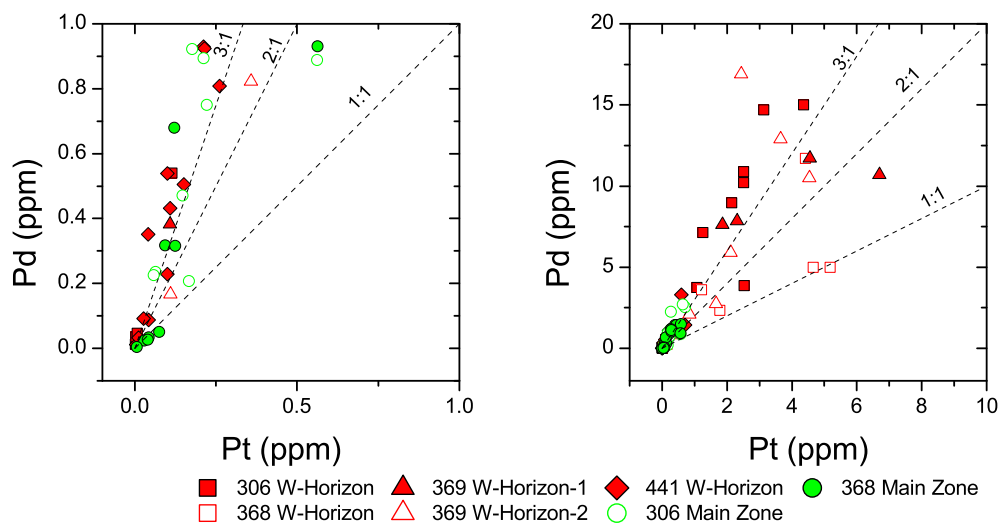 1.0
0.8
0.6
0.4
0.2
0.0
Pd (ppm)
3:1
2:1
1:1
0.0
0.5
1.0
Pt (ppm)
20
15
10
5
0
Pd (ppm)
3:1
2:1
1:1
0
2
4
6
8
10
Pt (ppm)
306 W-Horizon
369 W-Horizon-1
441 W-Horizon
368 Main Zone
368 W-Horizon
369 W-Horizon-2
306 Main Zone